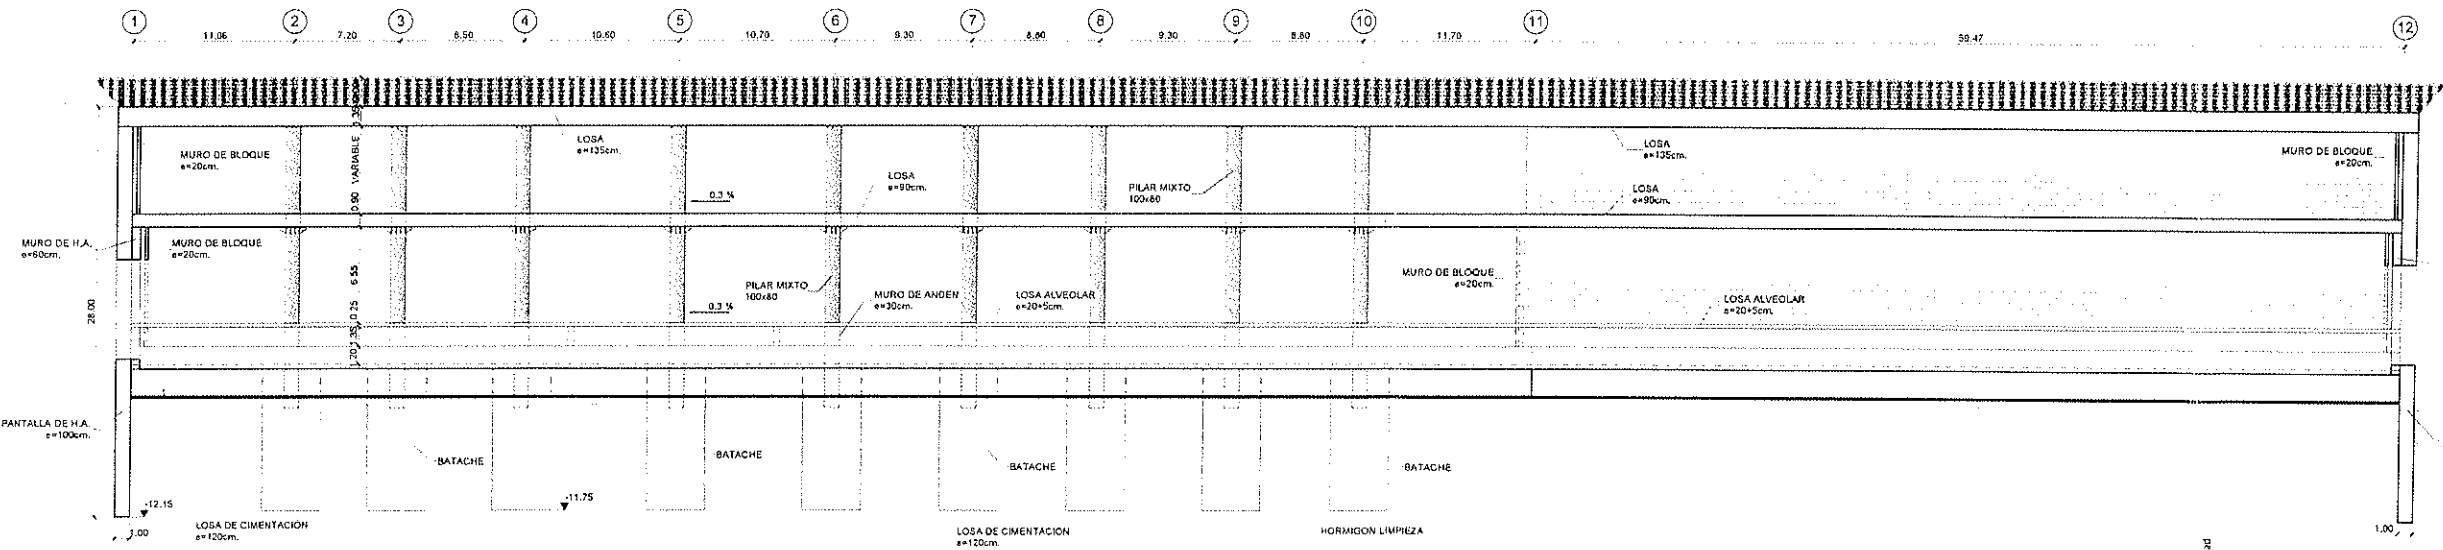 1 2 3 4 5 6 7 8 9 10 11 12
11.06 7.20 8.50 10.60 10.70 9.30 8.80 9.30 8.80 11.70 59.47
VARIABLE
0.90
MURO DE BLOQUE
e=20cm.
LOSA
e=135cm.
LOSA
e=90cm.
0.3 %
PILAR MIXTO
100x80
LOSA
e=135cm.
LOSA
e=90cm.
MURO DE BLOQUE
e=20cm.
MURO DE H.A.
e=60cm.
MURO DE BLOQUE
e=20cm.
6.55
0.25
1.35
28.00
PILAR MIXTO
100x80
0.3 %
MURO DE ANDEN
e=30cm.
LOSA ALVEOLAR
e=20+5cm.
MURO DE BLOQUE
e=20cm.
LOSA ALVEOLAR
e=20+5cm.
PANTALLA DE H.A.
e=100cm.
BATACHE
BATACHE
BATACHE
BATACHE
-12.15
-11.75
1.00
LOSA DE CIMENTACIÓN
e=120cm.
LOSA DE CIMENTACION
e=120cm.
HORMIGON LIMPIEZA
1.00